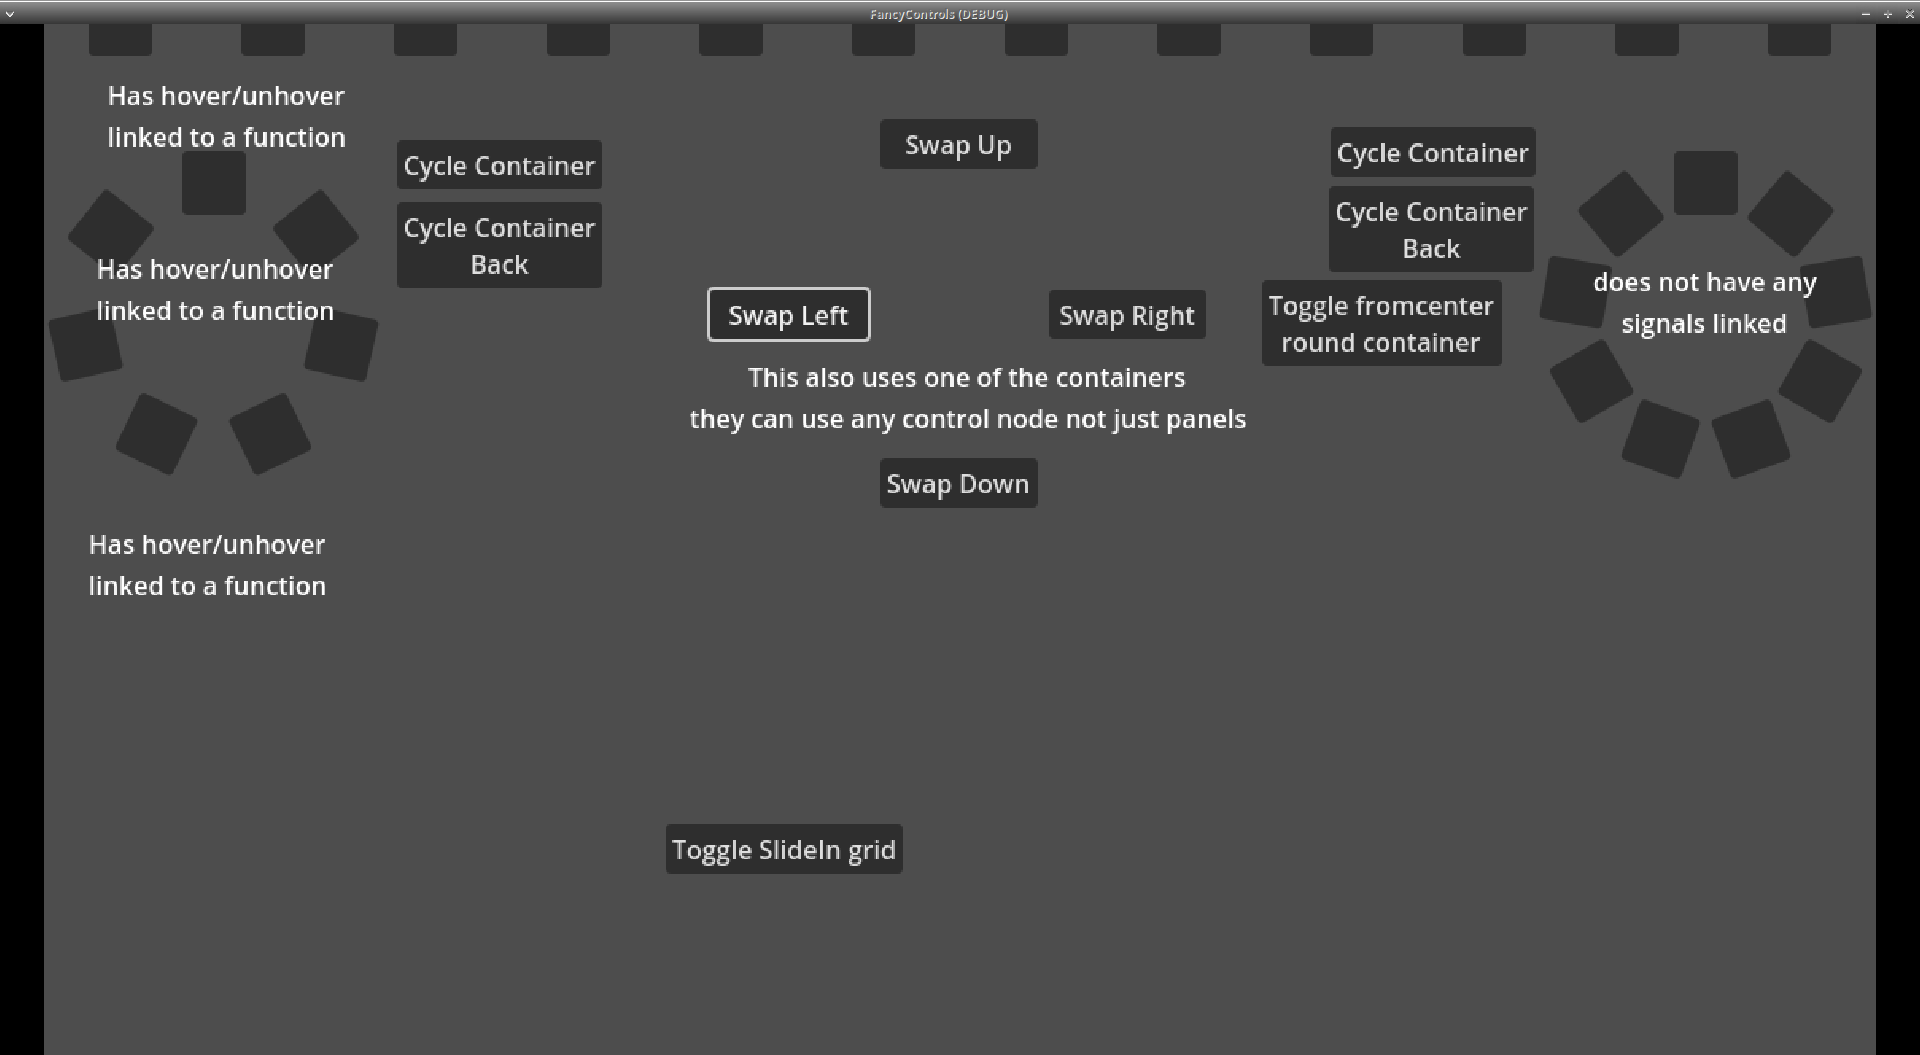 FancyControls (DEBUG)
Has hover/unhover
linked to a function
Cycle Container
Cycle Container
Back
Has hover/unhover
linked to a function
Swap Up
Swap Left
Swap Right
This also uses one of the containers
they can use any control node not just panels
Swap Down
Cycle Container
Cycle Container
Back
Toggle fromcenter
round container
does not have any
signals linked
Has hover/unhover
linked to a function
Toggle SlideIn grid